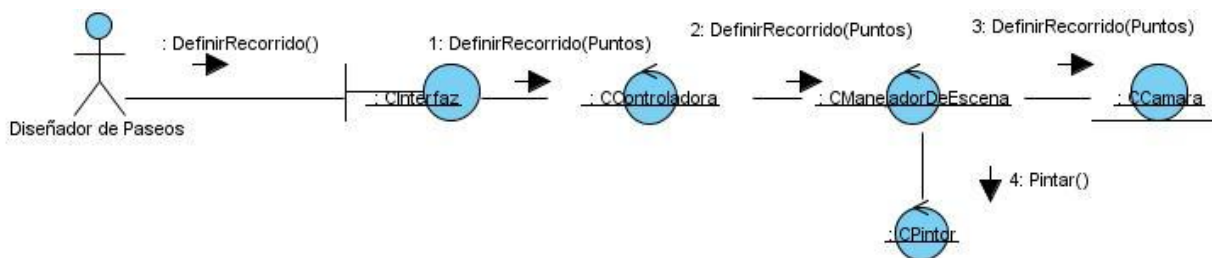 : DefinirRecorrido()
1: DefinirRecorrido(Puntos)
2: DefinirRecorrido(Puntos)
3: DefinirRecorrido(Puntos)
Diseñador de Paseos
: CInterfaz
: CControladora
: CManejadorDeEscena
: CCamara
4: Pintar()
: CPintor